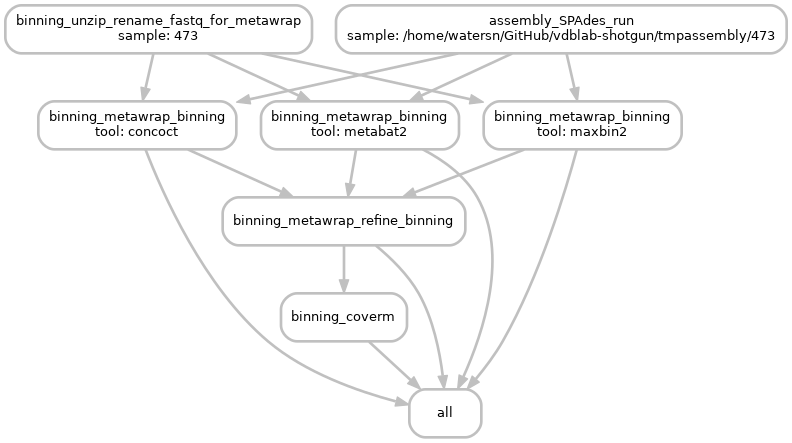 binning_unzip_rename_fastq_for_metawrap
sample: 473
assembly_SPAdes_run
sample: /home/watersn/GitHub/vdblab-shotgun/tmpassembly/473
binning_metawrap_binning
tool: concoct
binning_metawrap_binning
tool: metabat2
binning_metawrap_binning
tool: maxbin2
binning_metawrap_refine_binning
binning_coverm
all